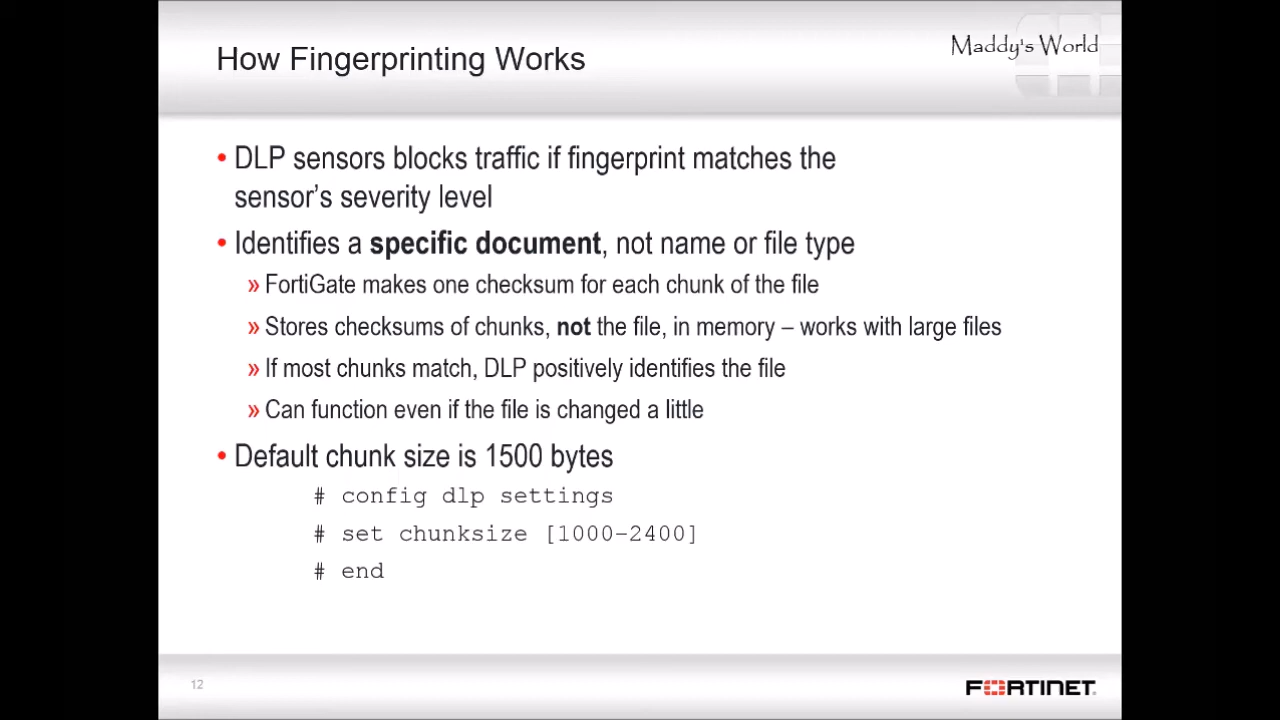 How Fingerprinting Works
Maddy's World
• DLP sensors blocks traffic if fingerprint matches the
sensor's severity level
• Identifies a specific document, not name or file type
» FortiGate makes one checksum for each chunk of the file
» Stores checksums of chunks, not the file, in memory – works with large files
» If most chunks match, DLP positively identifies the file
» Can function even if the file is changed a little
• Default chunk size is 1500 bytes
# config dlp settings
# set chunksize [1000-2400]
# end
12
FORTINET